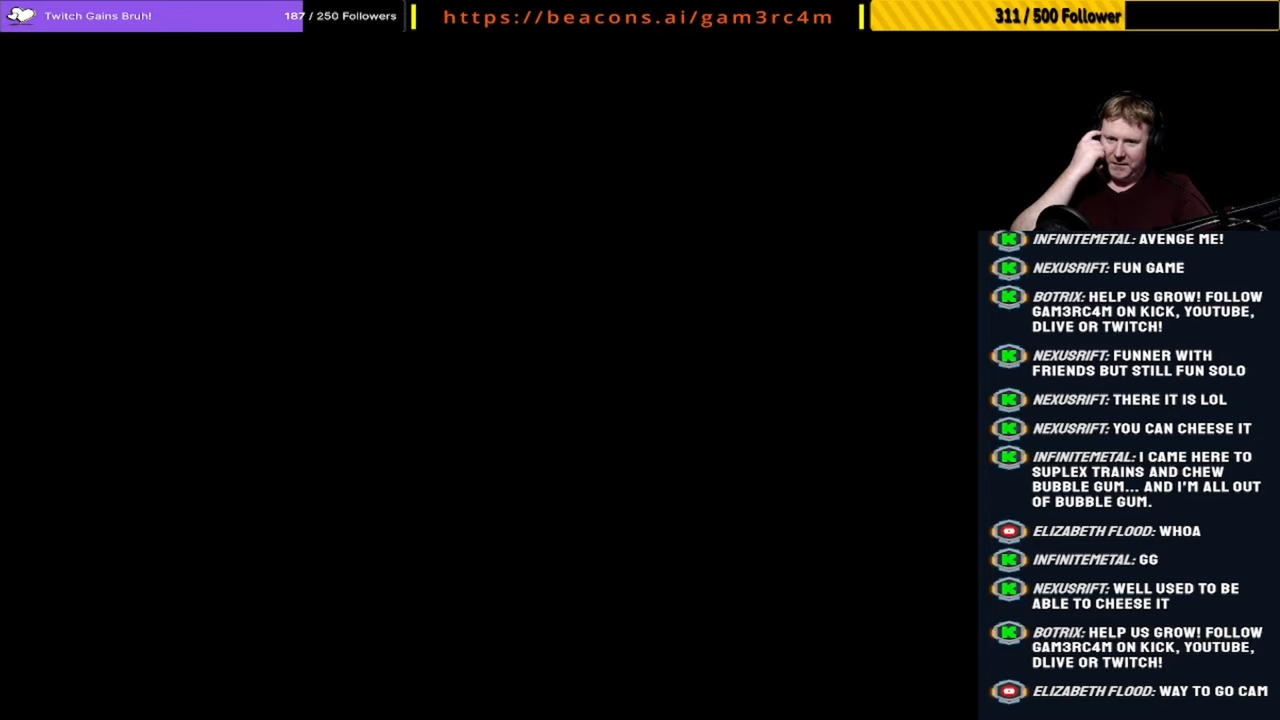 Twitch Gains Bruh!
187 / 250 Followers
https://beacons.ai/gam3rc4m
311 / 500 Follower
INFINITEMETAL: AVENGE ME!
NEXUSRIFT: FUN GAME
BOTRIX: HELP US GROW! FOLLOW
GAM3RC4M ON KICK, YOUTUBE,
DLIVE OR TWITCH!
NEXUSRIFT: FUNNER WITH
FRIENDS BUT STILL FUN SOLO
NEXUSRIFT: THERE IT IS LOL
NEXUSRIFT: YOU CAN CHEESE IT
INFINITEMETAL: I CAME HERE TO
SUPLEX TRAINS AND CHEW
BUBBLE GUM... AND I'M ALL OUT
OF BUBBLE GUM.
ELIZABETH FLOOD: WHOA
INFINITEMETAL: GG
NEXUSRIFT: WELL USED TO BE
ABLE TO CHEESE IT
BOTRIX: HELP US GROW! FOLLOW
GAM3RC4M ON KICK, YOUTUBE,
DLIVE OR TWITCH!
ELIZABETH FLOOD: WAY TO GO CAM